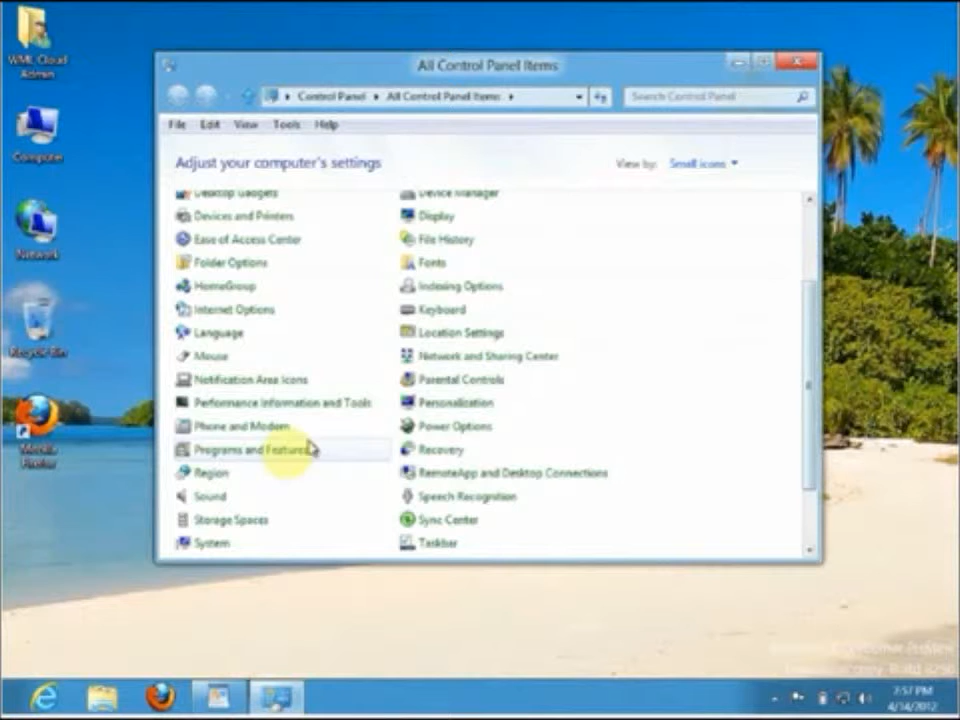 WML Cloud
Admin
Computer
Network
Recycle Bin
Mozilla
Firefox
All Control Panel Items
Control Panel
All Control Panel Items
Search Control Panel
File Edit View Tools Help
Adjust your computer's settings
View by: Small icons
Desktop Gadgets
Device Manager
Devices and Printers
Display
Ease of Access Center
File History
Folder Options
Fonts
HomeGroup
Indexing Options
Internet Options
Keyboard
Language
Location Settings
Mouse
Network and Sharing Center
Notification Area Icons
Parental Controls
Performance Information and Tools
Personalization
Phone and Modem
Power Options
Programs and Features
Recovery
Region
RemoteApp and Desktop Connections
Sound
Speech Recognition
Storage Spaces
Sync Center
System
Taskbar
7:57 PM
4/14/2012